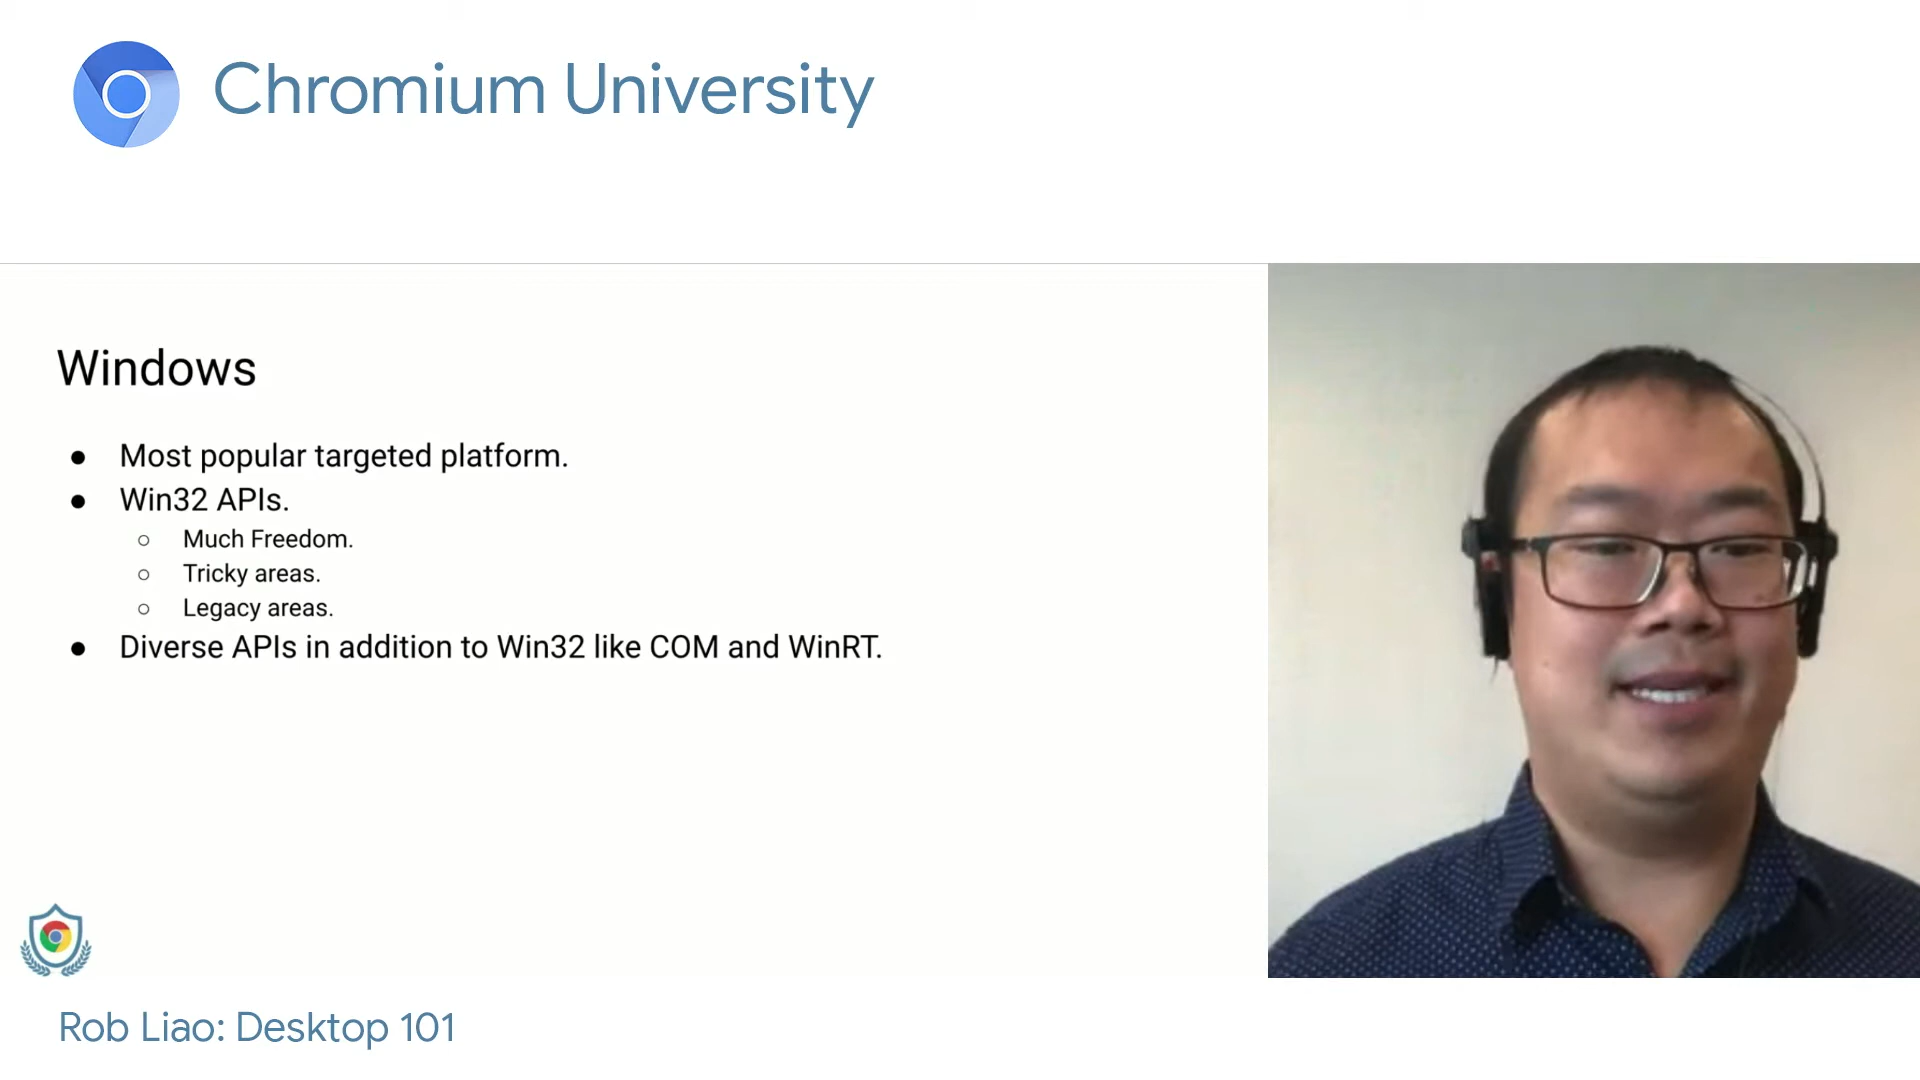 Chromium University
Windows
● Most popular targeted platform.
● Win32 APIs.
○ Much Freedom.
○ Tricky areas.
○ Legacy areas.
● Diverse APIs in addition to Win32 like COM and WinRT.
Rob Liao: Desktop 101